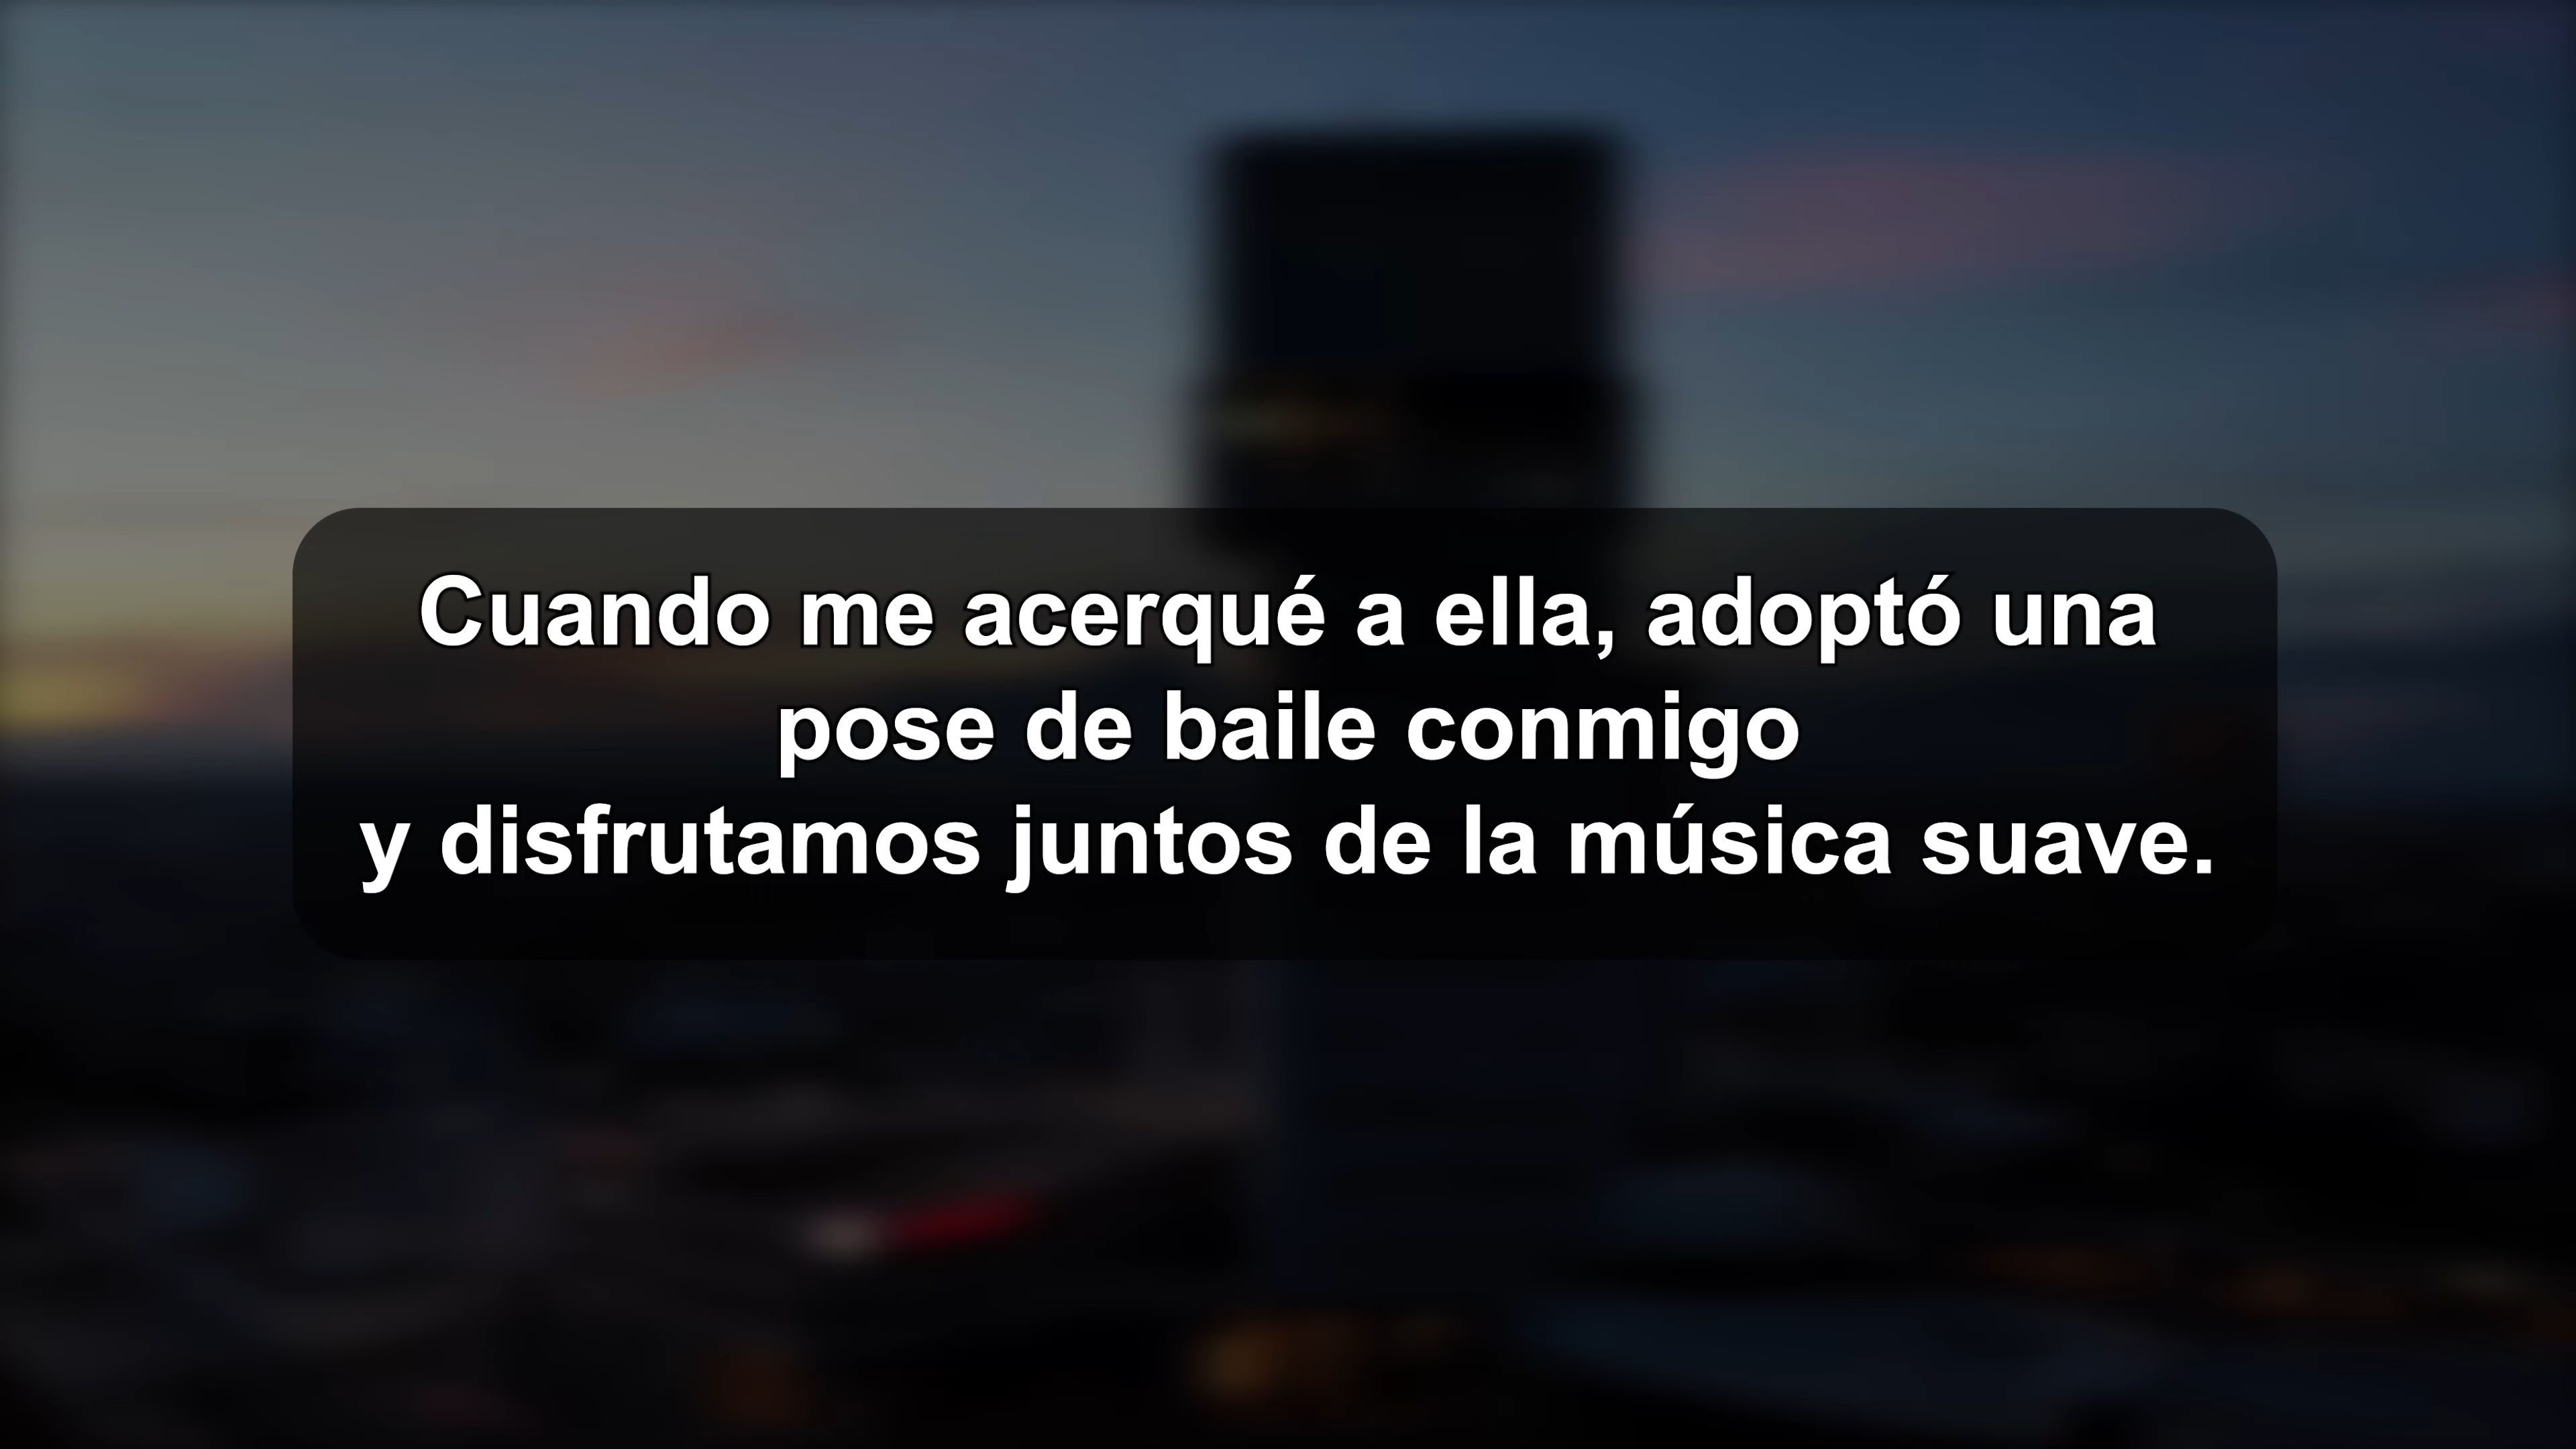 Cuando me acerqué a ella, adoptó una
pose de baile conmigo
y disfrutamos juntos de la música suave.